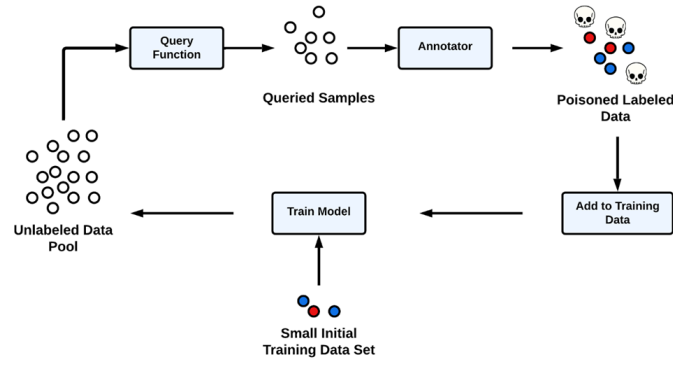 Query
Function
Annotator
Queried Samples
Poisoned Labeled
Data
Unlabeled Data
Pool
Train Model
Add to Training
Data
Small Initial
Training Data Set